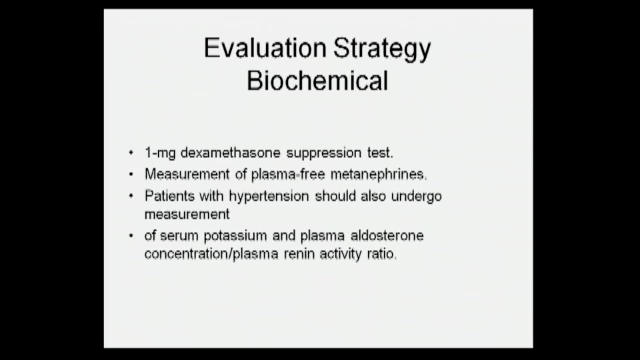 Evaluation Strategy
Biochemical
• 1-mg dexamethasone suppression test.
• Measurement of plasma-free metanephrines.
• Patients with hypertension should also undergo
measurement
• of serum potassium and plasma aldosterone
concentration/plasma renin activity ratio.